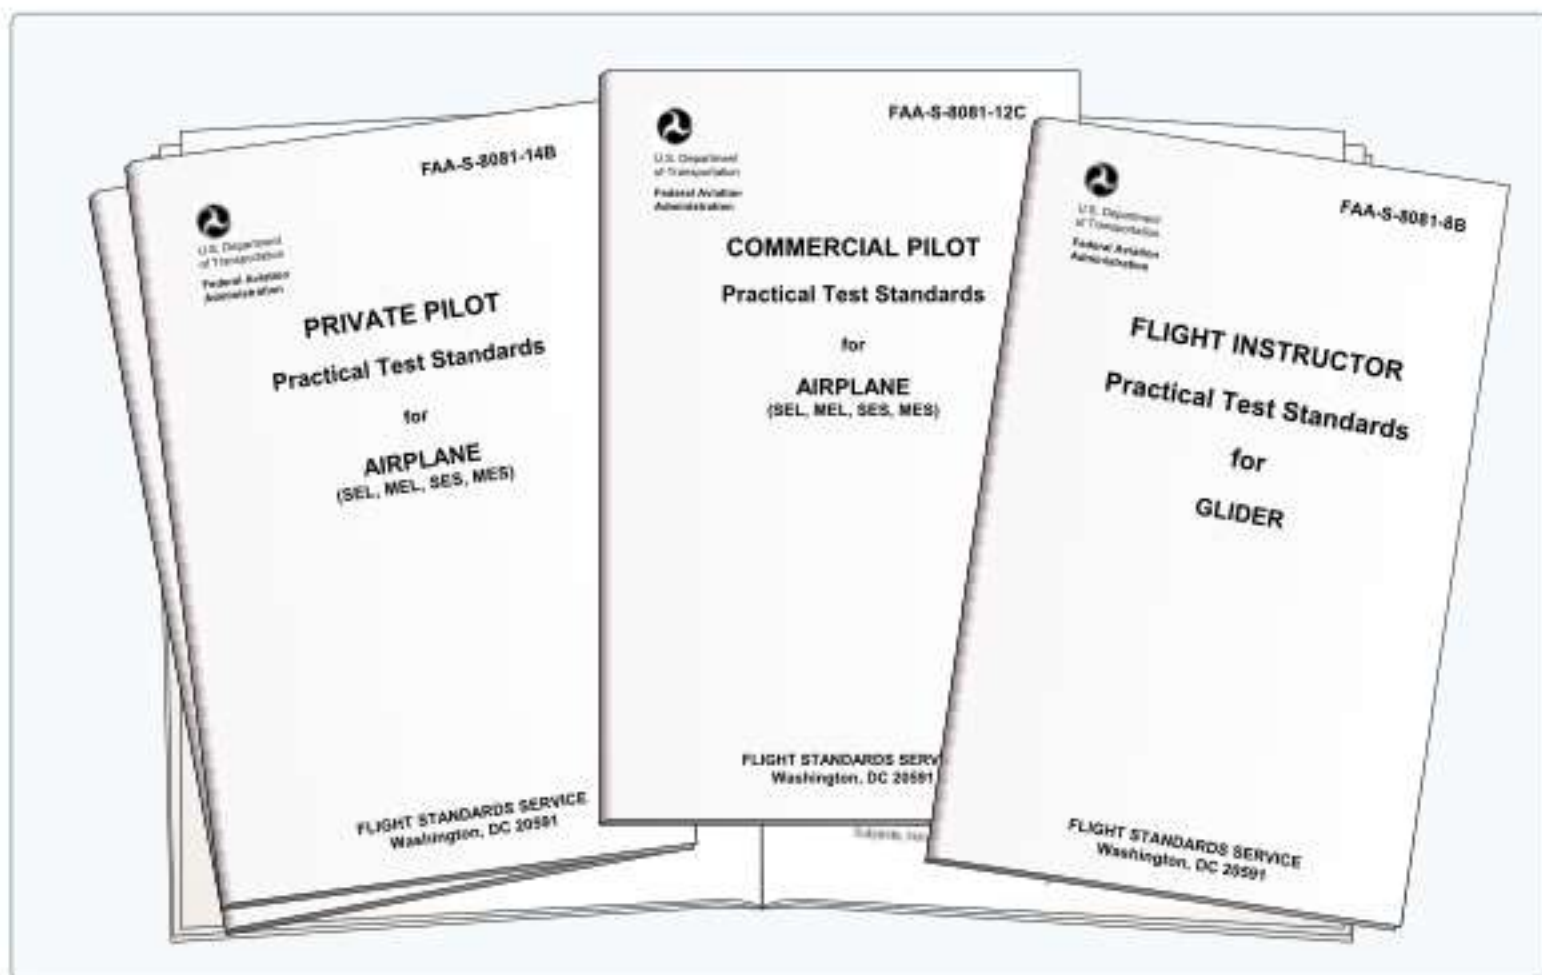 FAA-S-8081-14B
U.S. Department
of Transportation
Federal Aviation
Administration
PRIVATE PILOT
Practical Test Standards
for
AIRPLANE
(SEL, MEL, SES, MES)
FLIGHT STANDARDS SERVICE
Washington, DC 20591
FAA-S-8081-12C
U.S. Department
of Transportation
Federal Aviation
Administration
COMMERCIAL PILOT
Practical Test Standards
for
AIRPLANE
(SEL, MEL, SES, MES)
FLIGHT STANDARDS SERV
Washington, DC 20591
FAA-S-8081-8B
U.S. Department
of Transportation
Federal Aviation
Administration
FLIGHT INSTRUCTOR
Practical Test Standards
for
GLIDER
FLIGHT STANDARDS SERVICE
Washington, DC 20591